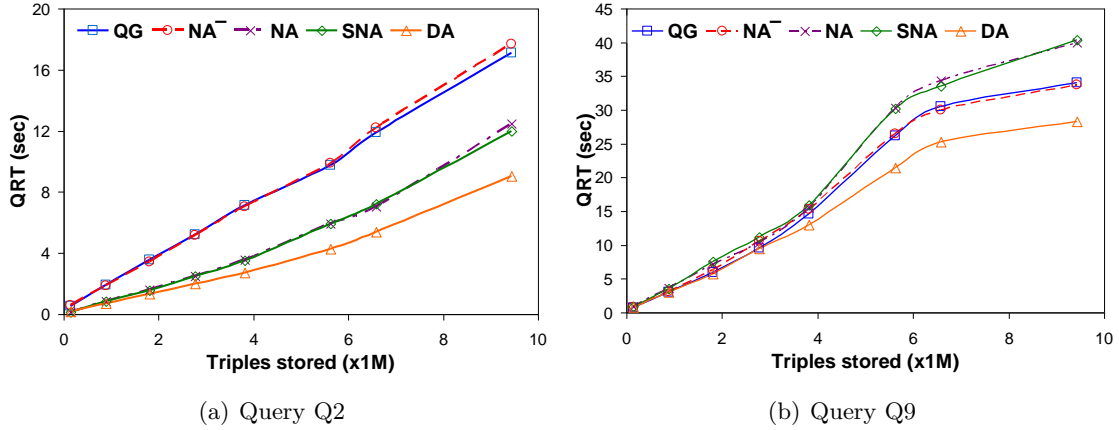 QG NA¯ NA SNA DA
20
16
12
8
4
0
QRT (sec)
0 2 4 6 8 10
Triples stored (x1M)
(a) Query Q2
QG NA¯ NA SNA DA
45
40
35
30
25
20
15
10
5
0
QRT (sec)
0 2 4 6 8 10
Triples stored (x1M)
(b) Query Q9